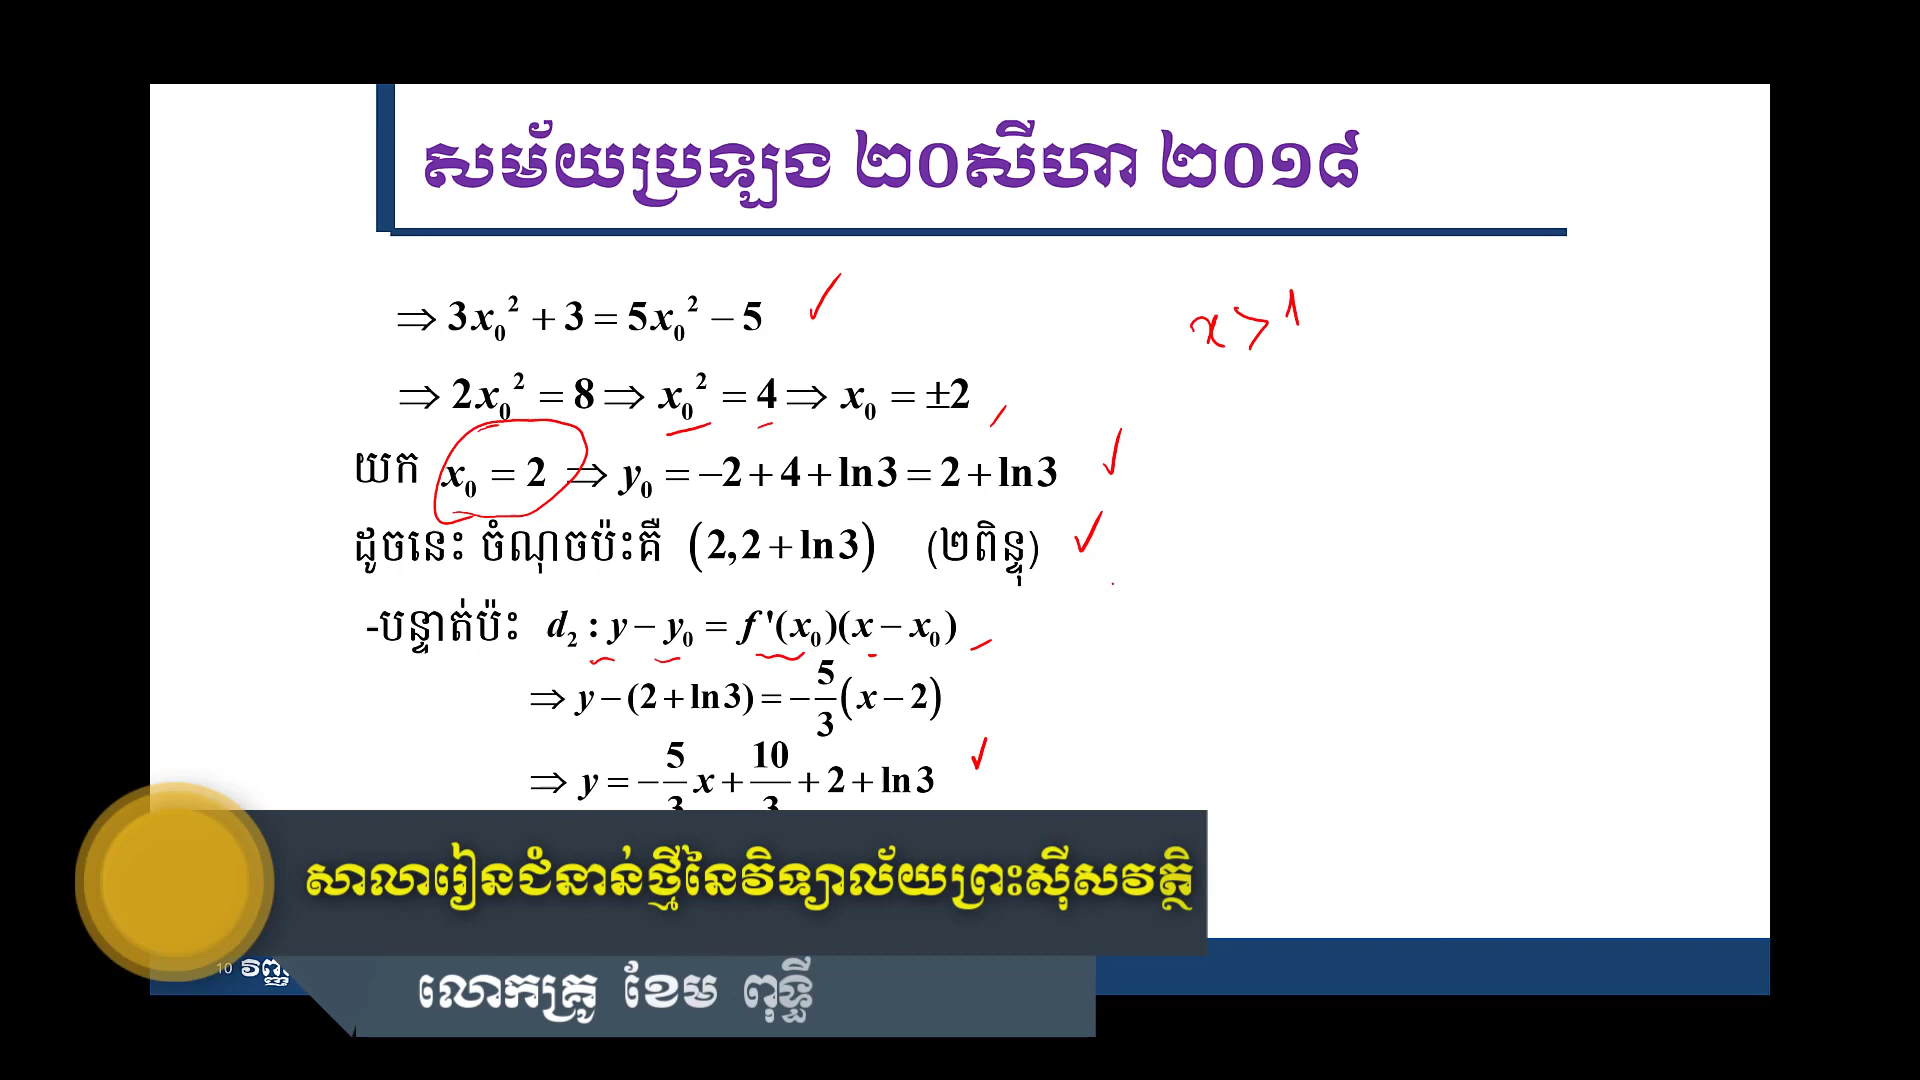 សម័យប្រឡង ២០សីហា ២០១៨
⇒ 3x₀² + 3 = 5x₀² − 5
x > 1
⇒ 2x₀² = 8 ⇒ x₀² = 4 ⇒ x₀ = ±2
យក x₀ = 2 ⇒ y₀ = −2 + 4 + ln3 = 2 + ln3
ដូចនេះ ចំណុចប៉ះគឺ (2,2 + ln3) (២ពិន្ទុ)
-បន្ទាត់ប៉ះ d₂ : y − y₀ = f '(x₀)(x − x₀)
⇒ y − (2 + ln3) = −5/3 (x − 2)
⇒ y = −5/3 x + 10/3 + 2 + ln3
សាលារៀនជំនាន់ថ្មីនៃវិទ្យាល័យព្រះស៊ីសវត្ថិ
10
លោកគ្រូ ខែម ពុទ្ធី